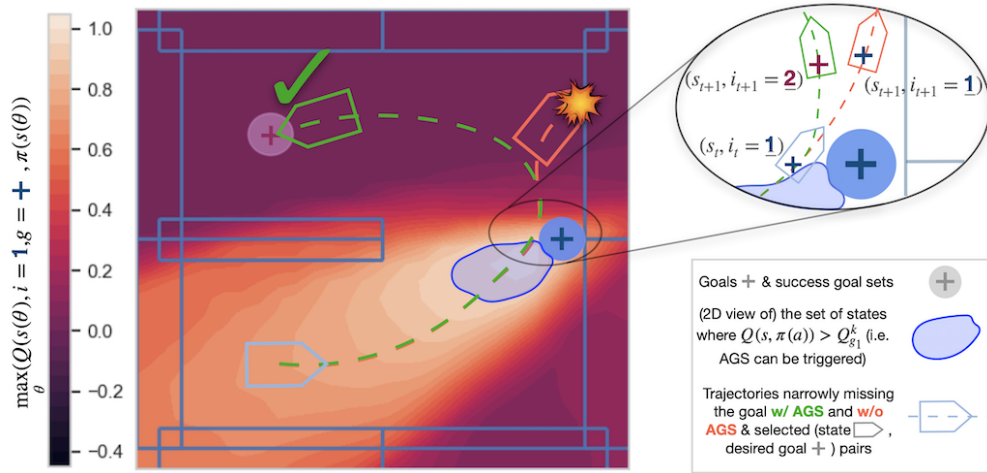 max(Q(s(θ), i = 1, g = +, π(s(θ)))
θ
1.0
0.8
0.6
0.4
0.2
0.0
−0.2
−0.4
(s_{t+1}, i_{t+1} = 2)
(s_{t+1}, i_{t+1} = 1)
(s_t, i_t = 1)
Goals + & success goal sets
(2D view of) the set of states
where Q(s, π(a)) > Q^k_{g_1} (i.e.
AGS can be triggered)
Trajectories narrowly missing
the goal w/ AGS and w/o
AGS & selected (state ,
desired goal + ) pairs